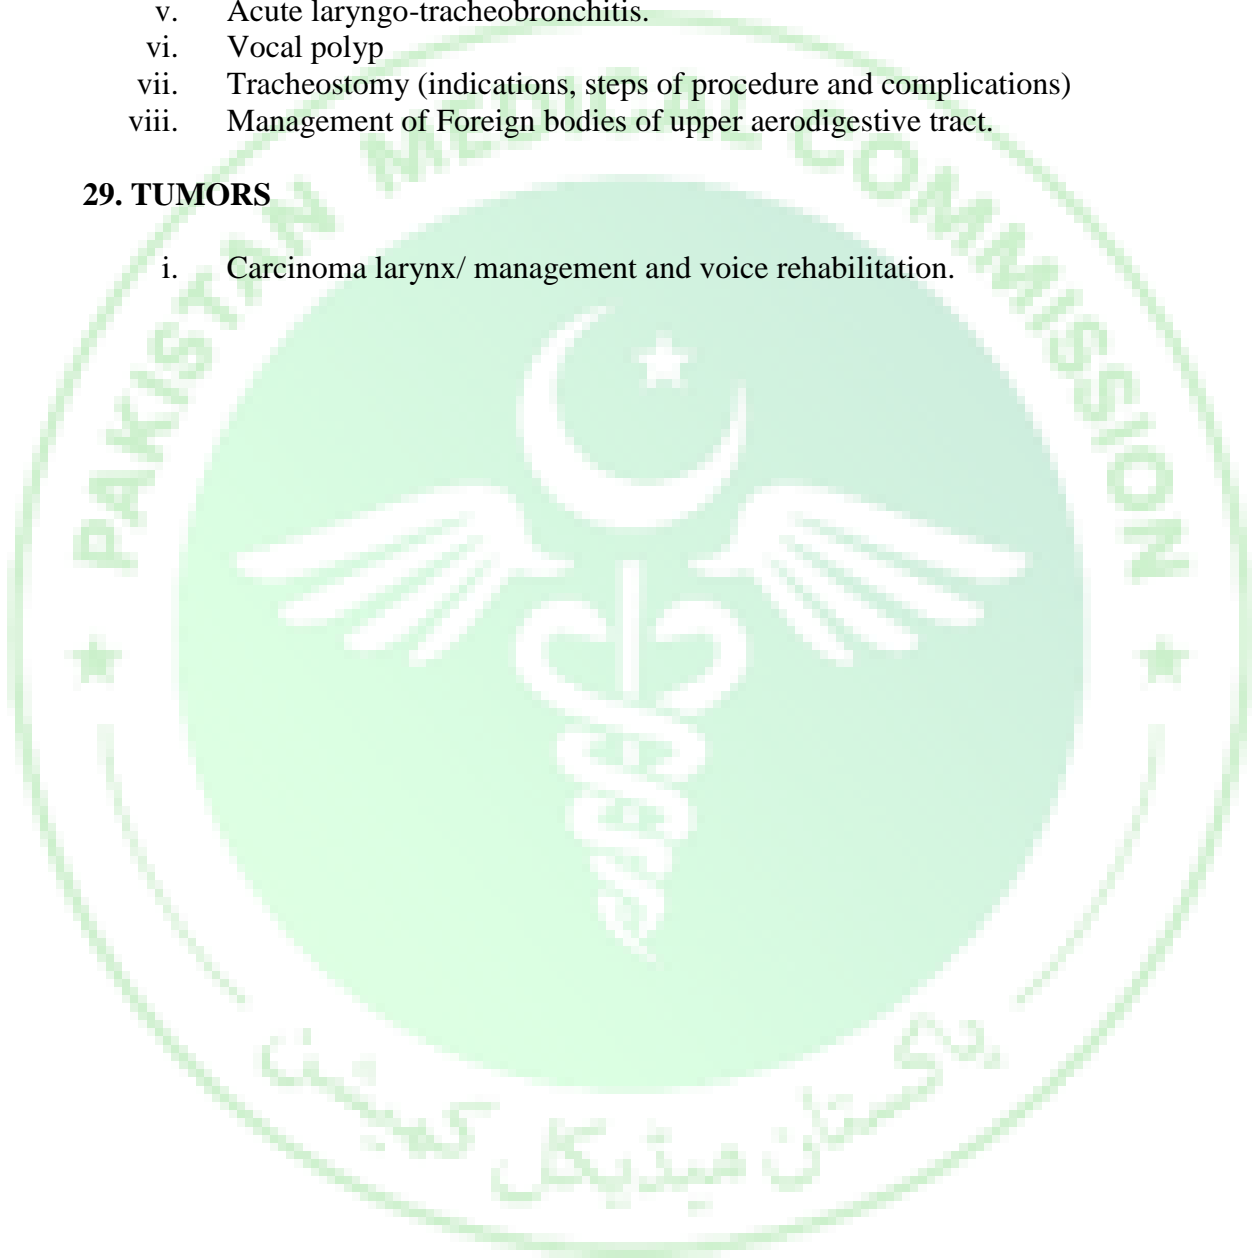 v. Acute laryngo-tracheobronchitis.
vi. Vocal polyp
vii. Tracheostomy (indications, steps of procedure and complications)
viii. Management of Foreign bodies of upper aerodigestive tract.
29. TUMORS
i. Carcinoma larynx/ management and voice rehabilitation.
PAKISTAN MEDICAL COMMISSION
پاکستان میڈیکل کمیشن